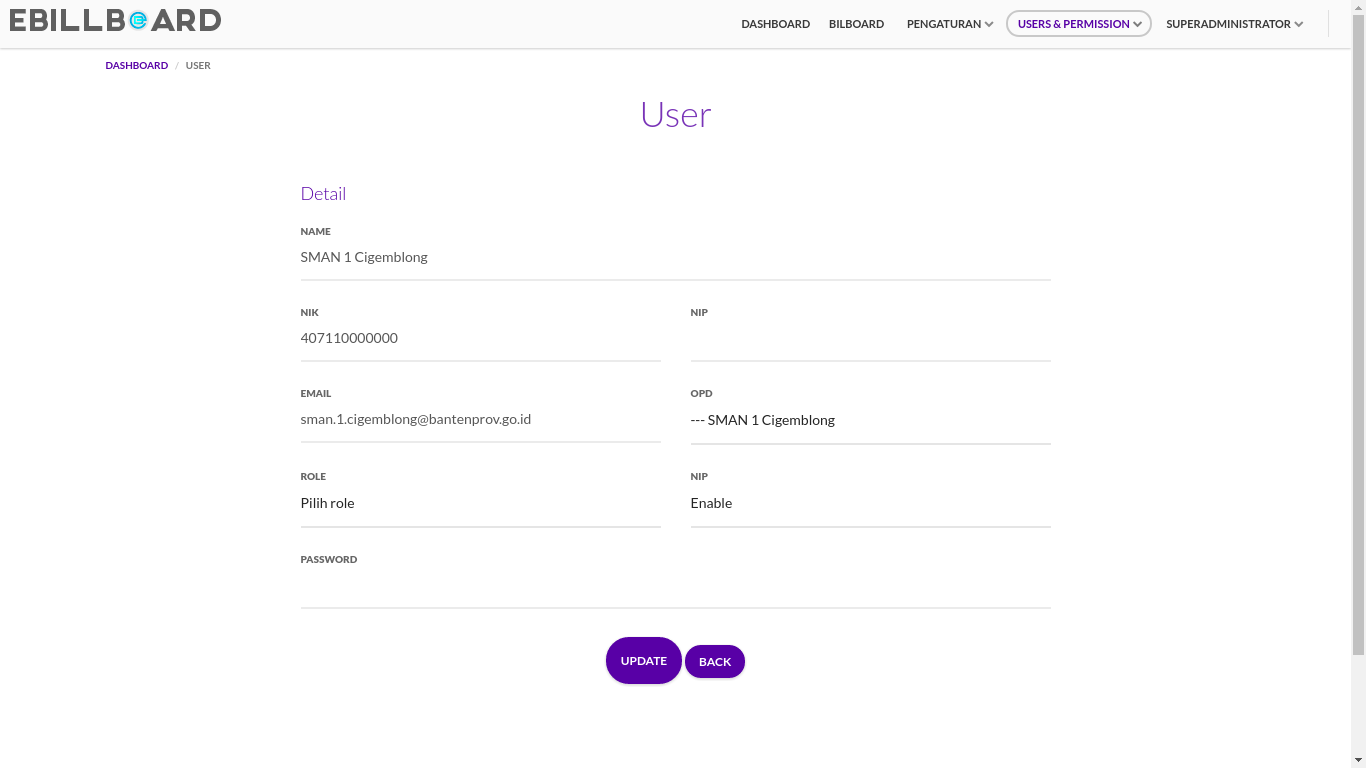 EBILLBOARD
DASHBOARD BILBOARD PENGATURAN USERS & PERMISSION SUPERADMINISTRATOR
DASHBOARD / USER
User
Detail
NAME
SMAN 1 Cigemblong
NIK NIP
407110000000
EMAIL OPD
sman.1.cigemblong@bantenprov.go.id --- SMAN 1 Cigemblong
ROLE NIP
Pilih role Enable
PASSWORD
UPDATE BACK